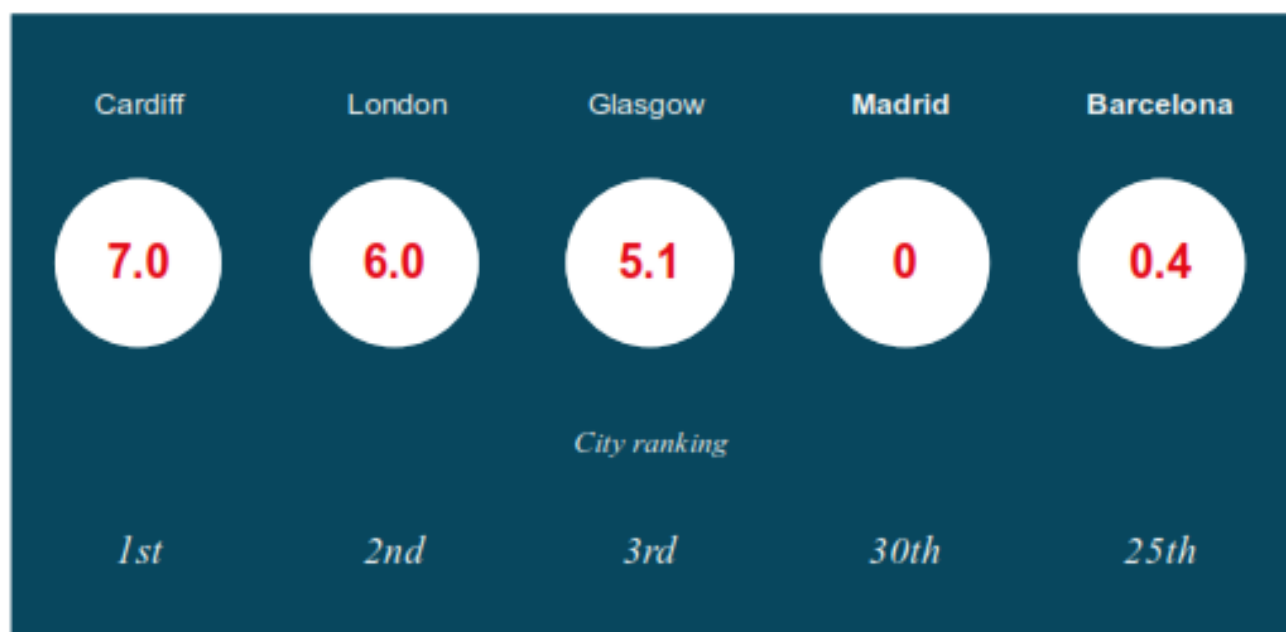 Cardiff London Glasgow Madrid Barcelona
7.0 6.0 5.1 0 0.4
City ranking
1st 2nd 3rd 30th 25th